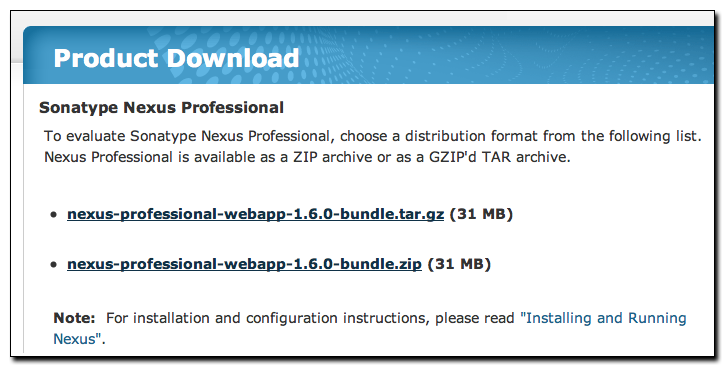 Product Download
Sonatype Nexus Professional
To evaluate Sonatype Nexus Professional, choose a distribution format from the following list.
Nexus Professional is available as a ZIP archive or as a GZIP'd TAR archive.
• nexus-professional-webapp-1.6.0-bundle.tar.gz (31 MB)
• nexus-professional-webapp-1.6.0-bundle.zip (31 MB)
Note: For installation and configuration instructions, please read "Installing and Running
Nexus".